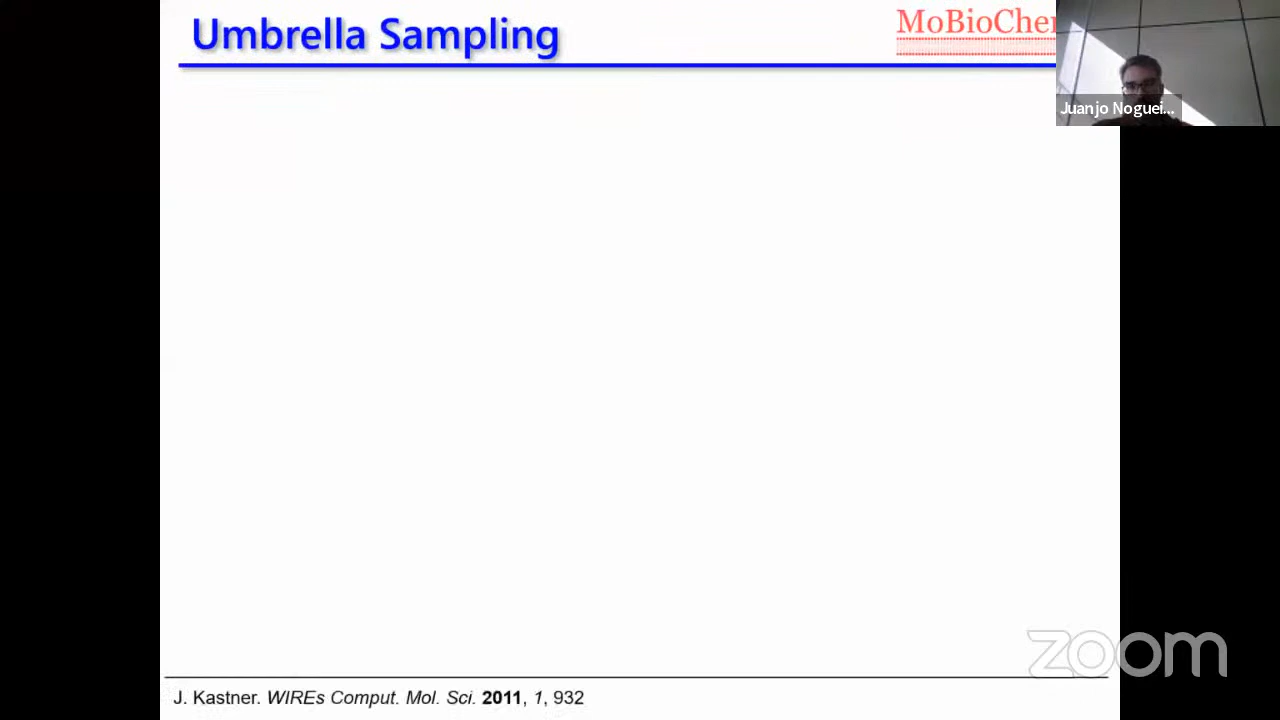 Umbrella Sampling
MoBioChe
Juanjo Noguei...
zoom
J. Kastner. WIREs Comput. Mol. Sci. 2011, 1, 932